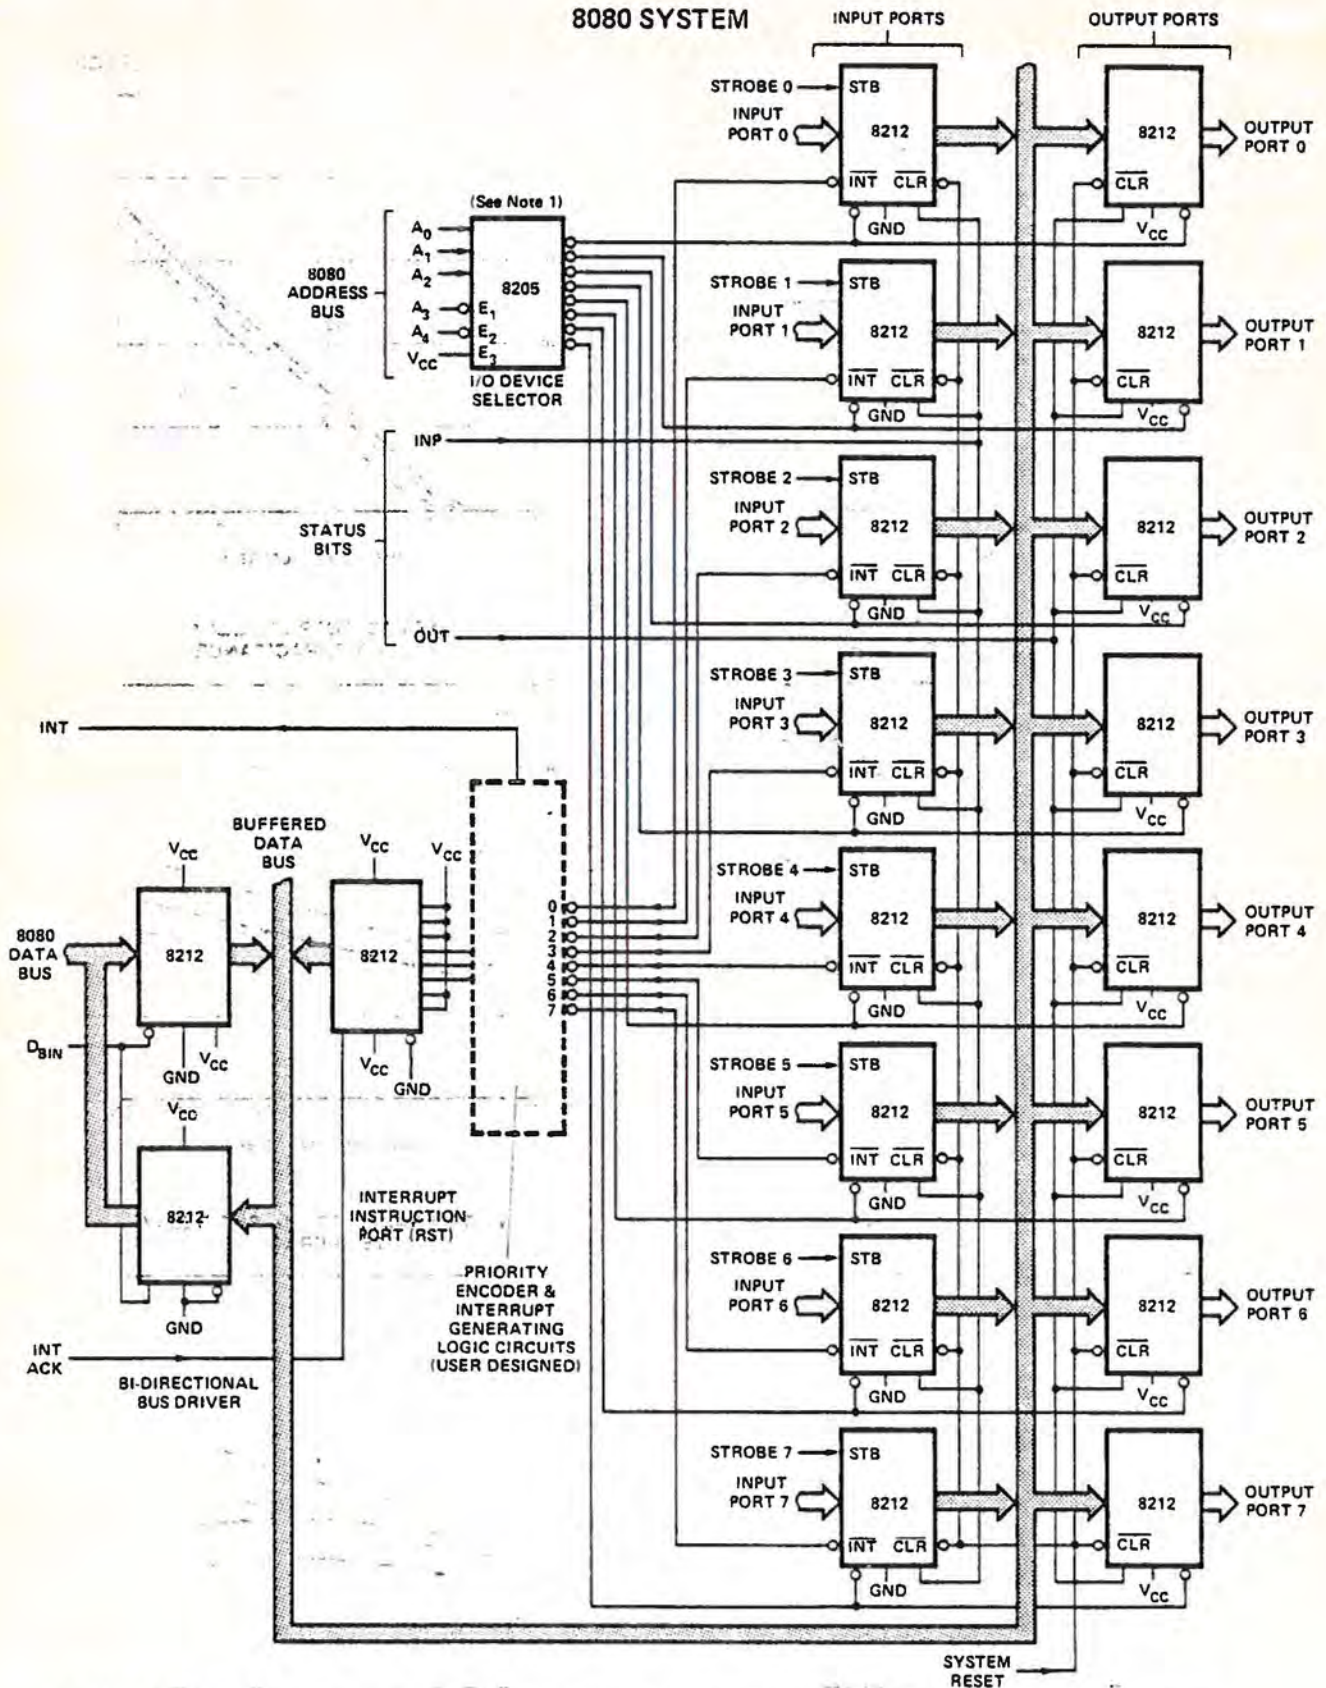 8080 SYSTEM
INPUT PORTS
OUTPUT PORTS
STROBE 0
STB
INPUT
PORT 0
8212
INT CLR
GND
8212
CLR
VCC
OUTPUT
PORT 0
(See Note 1)
8080
ADDRESS
BUS
A0
A1
A2
A3
A4
VCC
8205
E1
E2
E3
I/O DEVICE
SELECTOR
STROBE 1
STB
INPUT
PORT 1
8212
INT CLR
GND
8212
CLR
VCC
OUTPUT
PORT 1
STATUS
BITS
INP
OUT
STROBE 2
STB
INPUT
PORT 2
8212
INT CLR
GND
8212
CLR
VCC
OUTPUT
PORT 2
STROBE 3
STB
INPUT
PORT 3
8212
INT CLR
GND
8212
CLR
VCC
OUTPUT
PORT 3
INT
BUFFERED
DATA
BUS
VCC
VCC
VCC
8080
DATA
BUS
8212
8212
0
1
2
3
4
5
6
7
DBIN
GND
VCC
VCC
GND
STROBE 4
STB
INPUT
PORT 4
8212
INT CLR
GND
8212
CLR
VCC
OUTPUT
PORT 4
VCC
8212
GND
INT
ACK
BI-DIRECTIONAL
BUS DRIVER
INTERRUPT
INSTRUCTION
PORT (RST)
PRIORITY
ENCODER &
INTERRUPT
GENERATING
LOGIC CIRCUITS
(USER DESIGNED)
STROBE 5
STB
INPUT
PORT 5
8212
INT CLR
GND
8212
CLR
VCC
OUTPUT
PORT 5
STROBE 6
STB
INPUT
PORT 6
8212
INT CLR
GND
8212
CLR
VCC
OUTPUT
PORT 6
STROBE 7
STB
INPUT
PORT 7
8212
INT CLR
GND
8212
CLR
VCC
OUTPUT
PORT 7
SYSTEM
RESET